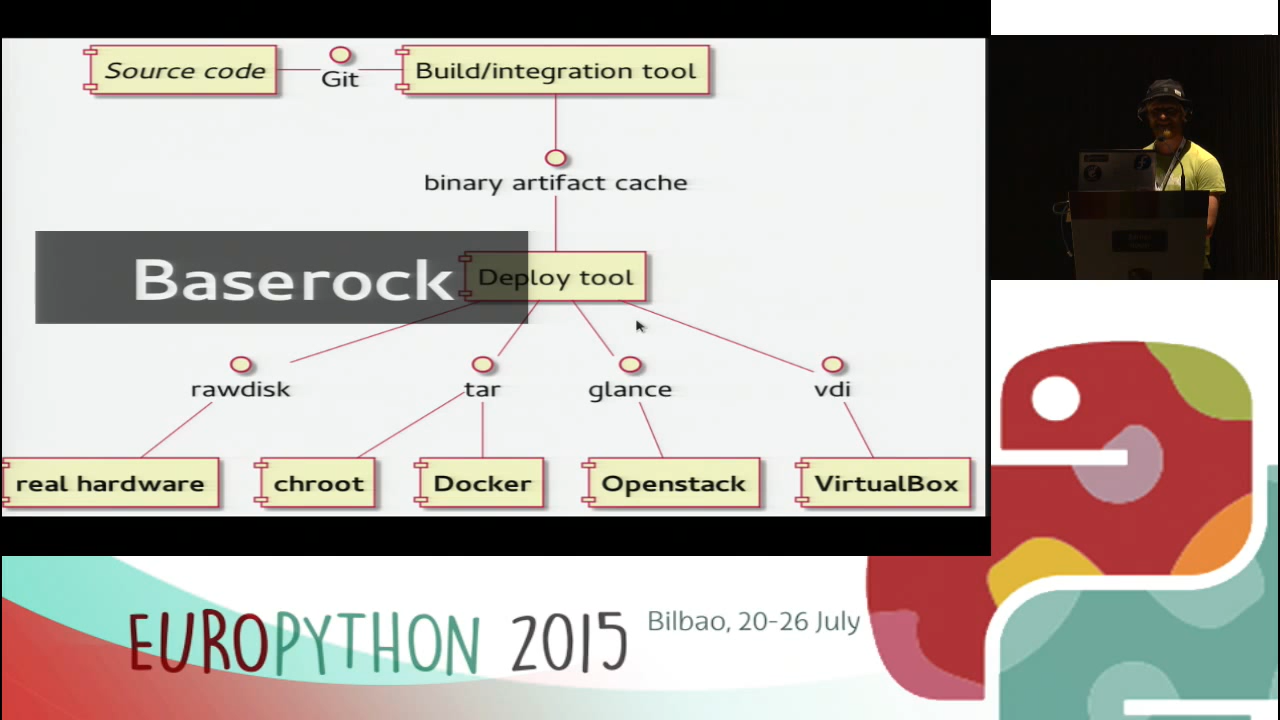 Source code
Git
Build/integration tool
binary artifact cache
Baserock
Deploy tool
rawdisk
tar
glance
vdi
real hardware
chroot
Docker
Openstack
VirtualBox
EUROPYTHON 2015
Bilbao, 20-26 July